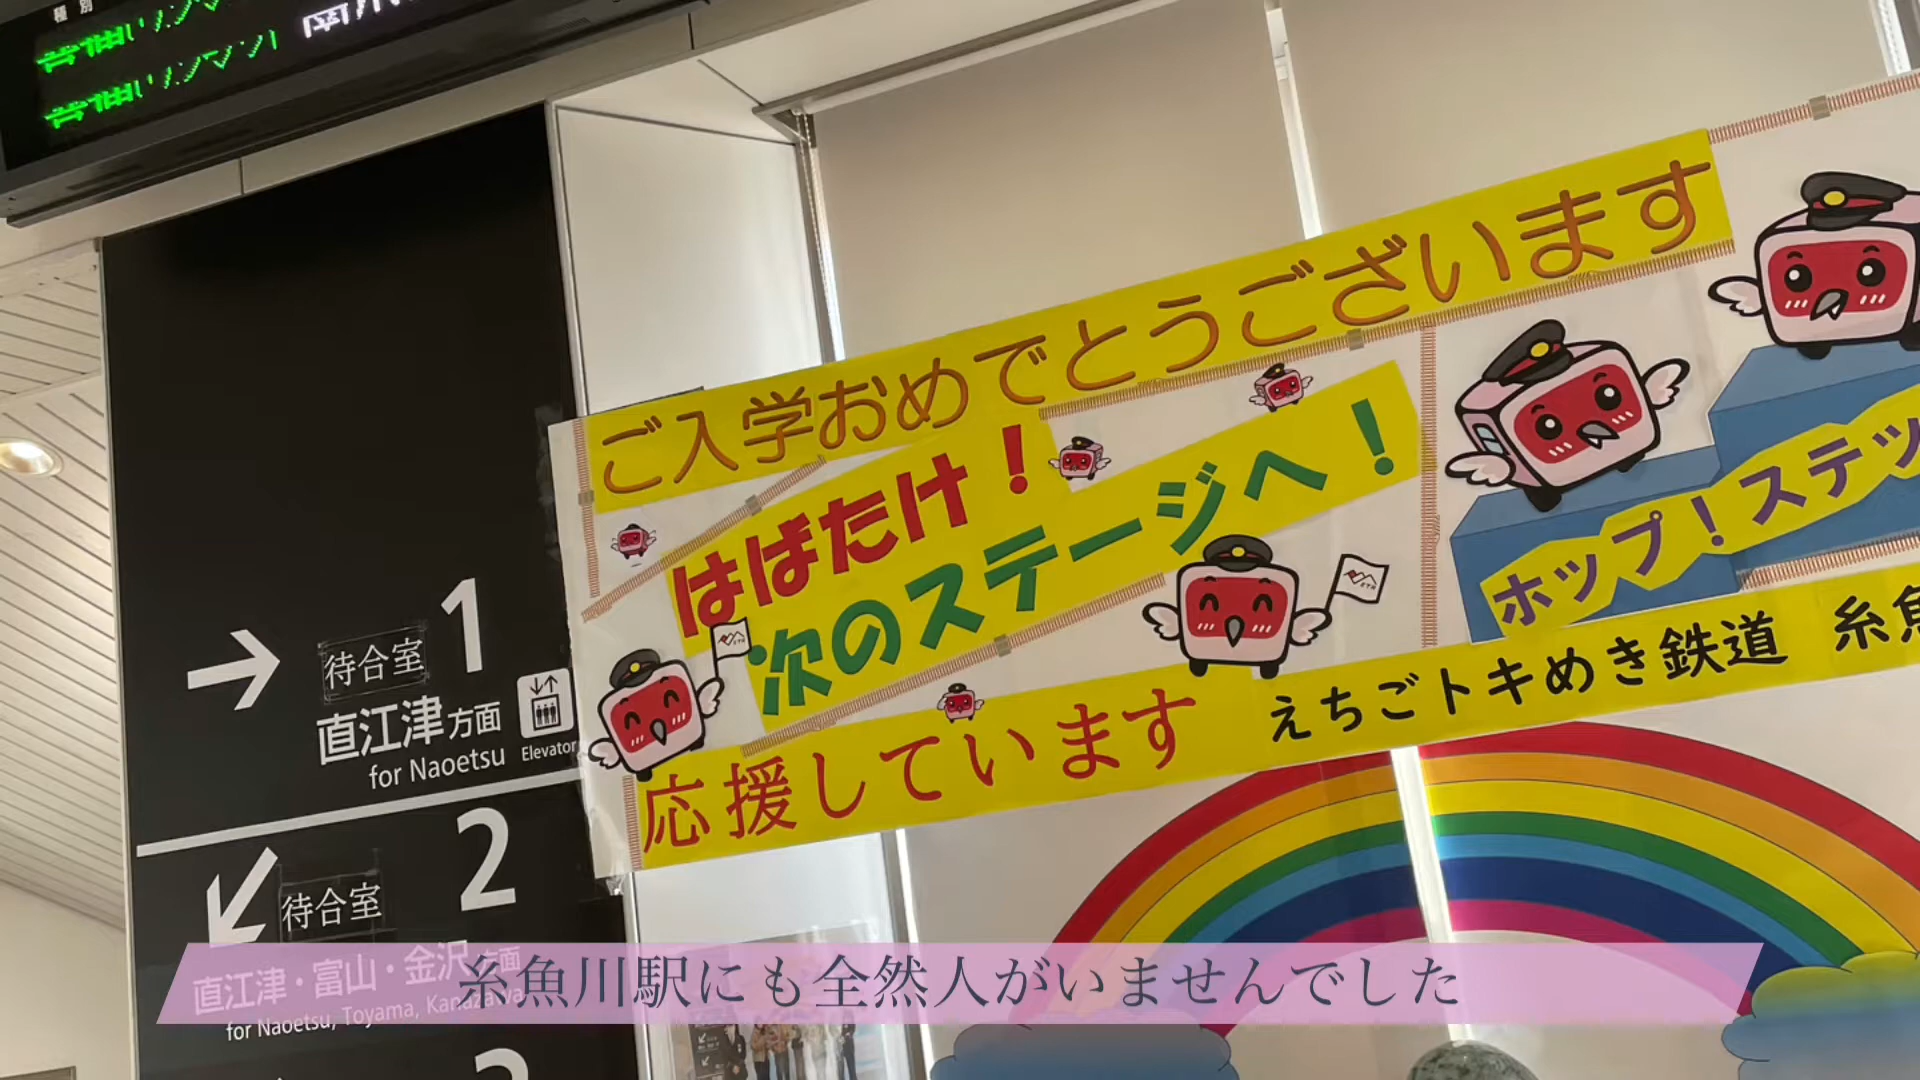 種別
ご入学おめでとうございます
はばたけ！
次のステージへ！
ホップ！ステッ
応援しています
えちごトキめき鉄道 糸魚
→ 待合室 1
直江津方面
for Naoetsu
Elevator
待合室 2
直江津・富山・金沢方面
for Naoetsu, Toyama, Kanazawa
糸魚川駅にも全然人がいませんでした